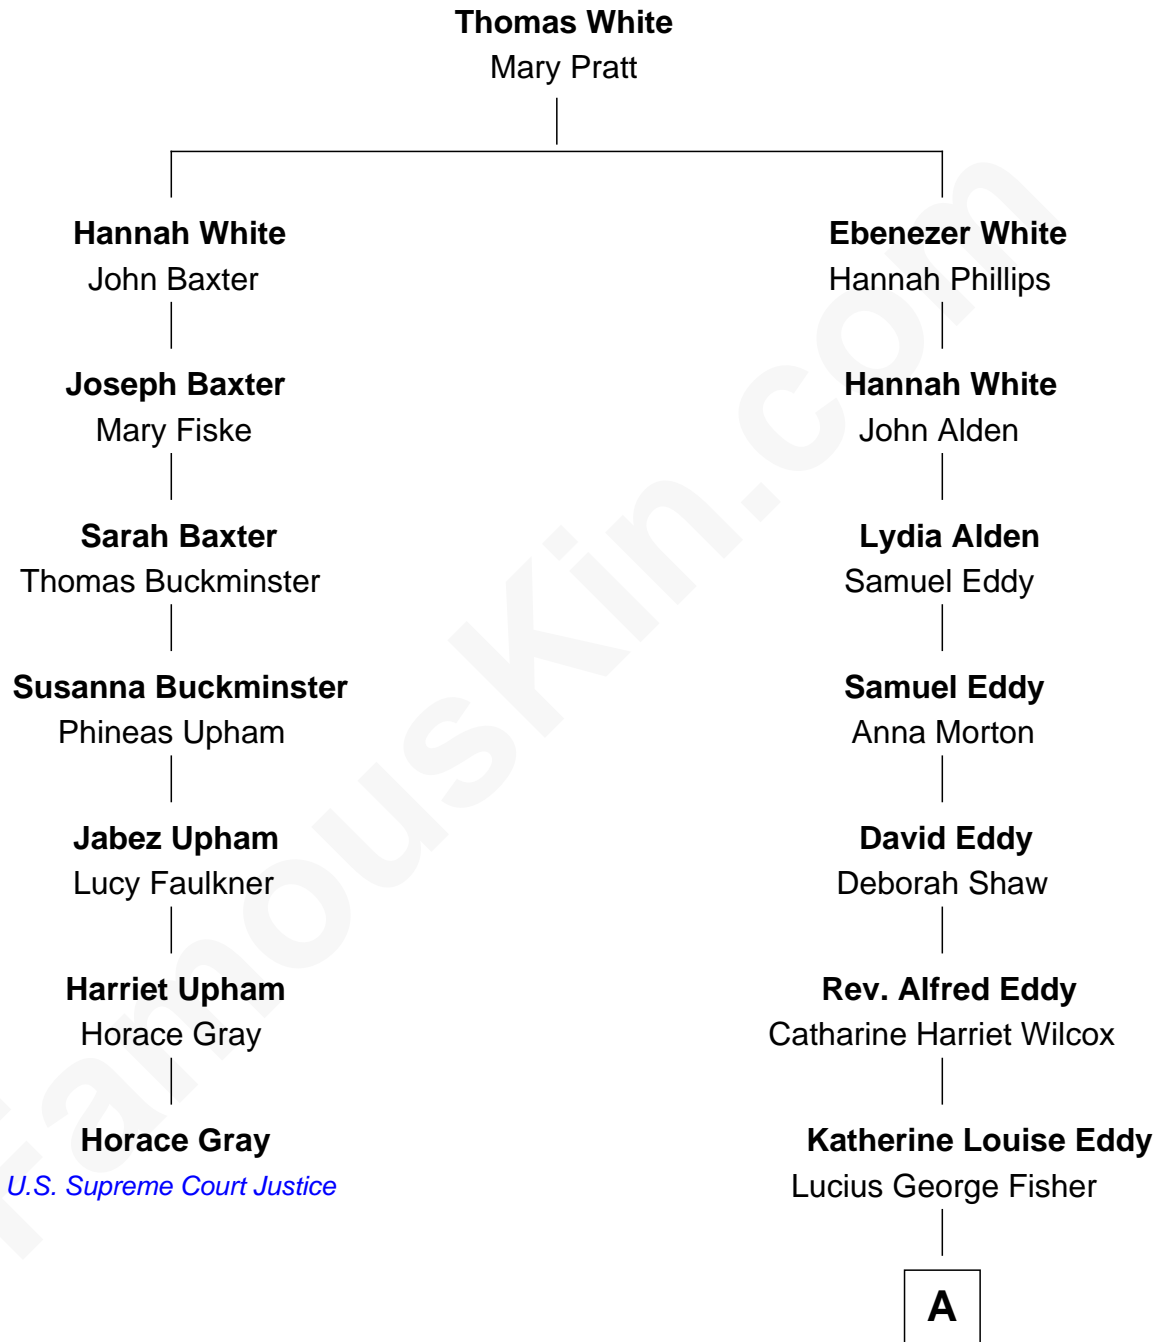 Thomas White
Mary Pratt
Hannah White
John Baxter
Joseph Baxter
Mary Fiske
Sarah Baxter
Thomas Buckminster
Susanna Buckminster
Phineas Upham
Jabez Upham
Lucy Faulkner
Harriet Upham
Horace Gray
Horace Gray
U.S. Supreme Court Justice
Ebenezer White
Hannah Phillips
Hannah White
John Alden
Lydia Alden
Samuel Eddy
Samuel Eddy
Anna Morton
David Eddy
Deborah Shaw
Rev. Alfred Eddy
Catharine Harriet Wilcox
Katherine Louise Eddy
Lucius George Fisher
A
famouskin.com